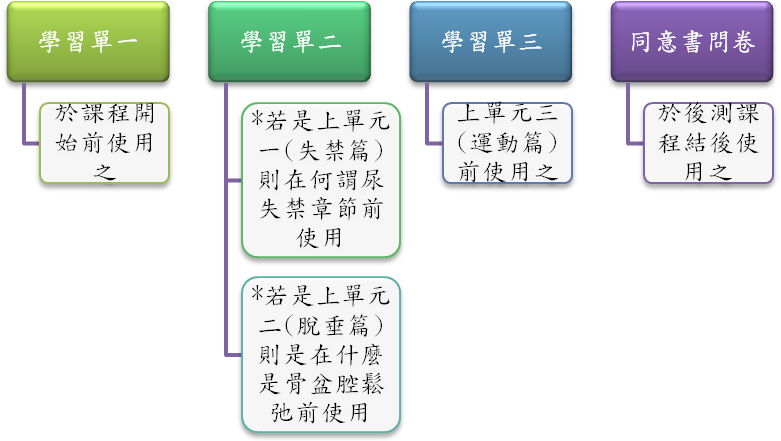 學習單一
於課程開
始前使用
之
學習單二
*若是上單元
一(失禁篇)
則在何謂尿
失禁章節前
使用
*若是上單元
二(脫垂篇)
則是在什麼
是骨盆腔鬆
弛前使用
學習單三
上單元三
(運動篇)
前使用之
同意書問卷
於後測課
程結後使
用之